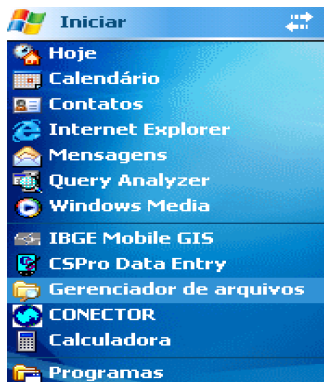 Iniciar
Hoje
Calendário
Contatos
Internet Explorer
Mensagens
Query Analyzer
Windows Media
IBGE Mobile GIS
CSPro Data Entry
Gerenciador de arquivos
CONECTOR
Calculadora
Programas